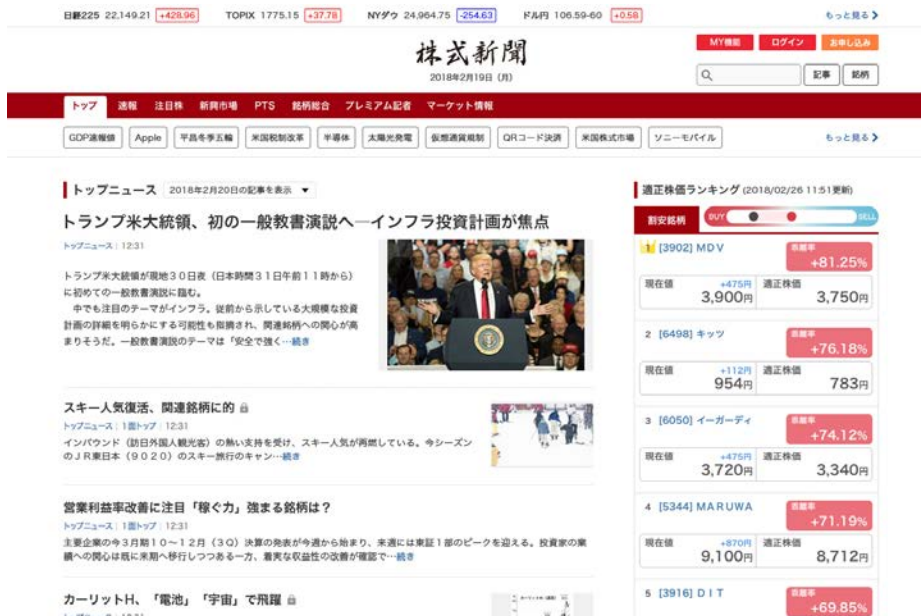 日経225 22,149.21 +428.96 TOPIX 1775.15 +37.78 NYダウ 24,964.75 -254.63 ドル円 106.59-60 +0.58 もっと見る
株式新聞
2018年2月19日（月）
MY機能 ログイン お申し込み
記事 銘柄
トップ 速報 注目株 新興市場 PTS 銘柄総合 プレミアム記者 マーケット情報
GDP速報値 Apple 平昌冬季五輪 米国税制改革 半導体 太陽光発電 仮想通貨規制 QRコード決済 米国株式市場 ソニーモバイル もっと見る
トップニュース 2018年2月20日の記事を表示 ▼
トランプ米大統領、初の一般教書演説へ―インフラ投資計画が焦点
トップニュース｜12:31
トランプ米大統領が現地３０日夜（日本時間３１日午前１１時から）
に初めての一般教書演説に臨む。
中でも注目のテーマがインフラ。従前から示している大規模な投資
計画の詳細を明らかにする可能性も指摘され、関連銘柄への関心が高
まりそうだ。一般教書演説のテーマは「安全で強く…続き
スキー人気復活、関連銘柄に的
トップニュース｜1面トップ｜12:31
インバウンド（訪日外国人観光客）の熱い支持を受け、スキー人気が再燃している。今シーズン
のＪＲ東日本（９０２０）のスキー旅行のキャン…続き
営業利益率改善に注目「稼ぐ力」強まる銘柄は？
トップニュース｜1面トップ｜12:31
主要企業の今３月期１０～１２月（３Ｑ）決算の発表が今週から始まり、来週には東証１部のピークを迎える。投資家の業
績への関心は既に来期へ移行しつつある一方、着実な収益性の改善が確認で…続き
カーリットH、「電池」「宇宙」で飛躍
適正株価ランキング (2018/02/26 11:51更新)
割安銘柄 BUY SELL
1 [3902] ＭＤＶ 乖離率
+81.25%
現在値 +475円 適正株価
3,900円 3,750円
2 [6498] キッツ 乖離率
+76.18%
現在値 +112円 適正株価
954円 783円
3 [6050] イーガーディ 乖離率
+74.12%
現在値 +475円 適正株価
3,720円 3,340円
4 [5344] ＭＡＲＵＷＡ 乖離率
+71.19%
現在値 +870円 適正株価
9,100円 8,712円
5 [3916] ＤＩＴ 乖離率
+69.85%